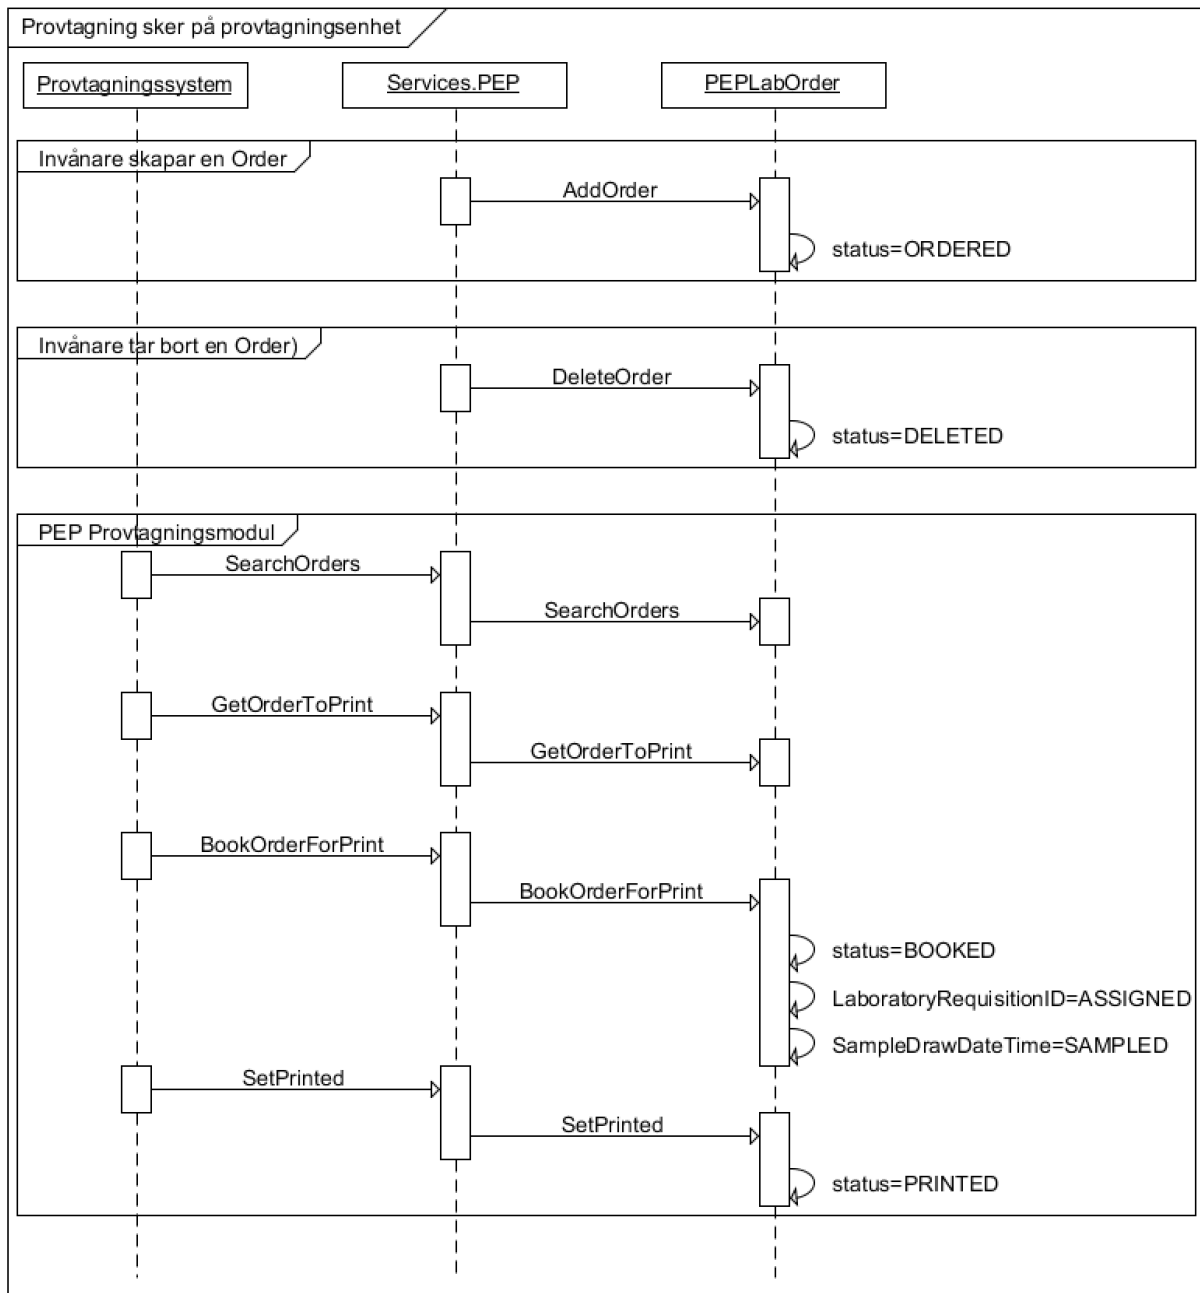 Provtagning sker på provtagningsenhet
Provtagningssystem
Services.PEP
PEPLabOrder
Invånare skapar en Order
AddOrder
status=ORDERED
Invånare tar bort en Order)
DeleteOrder
status=DELETED
PEP Provtagningsmodul
SearchOrders
SearchOrders
GetOrderToPrint
GetOrderToPrint
BookOrderForPrint
BookOrderForPrint
status=BOOKED
LaboratoryRequisitionID=ASSIGNED
SampleDrawDateTime=SAMPLED
SetPrinted
SetPrinted
status=PRINTED